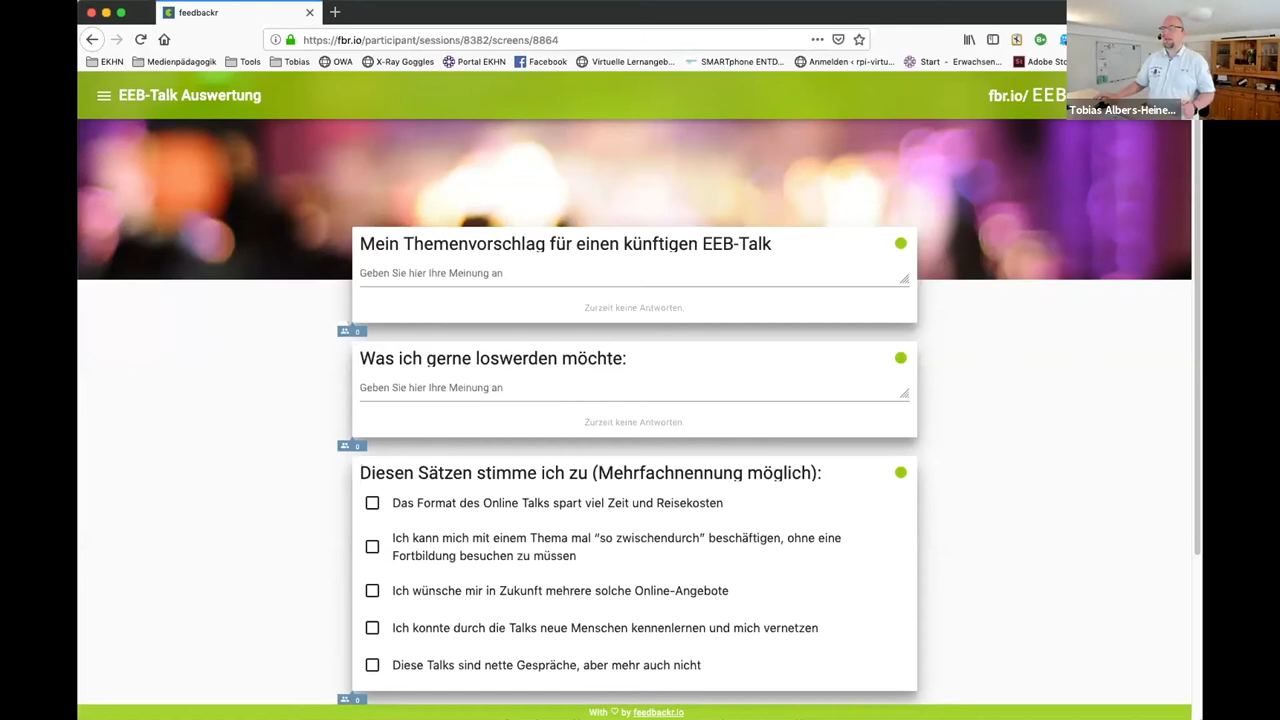 feedbackr
https://fbr.io/participant/sessions/8382/screens/8864
EKHN Medienpädagogik Tools Tobias OWA X-Ray Goggles Portal EKHN Facebook Virtuelle Lernangeb... SMARTphone ENTD... Anmelden ‹ rpi-virtu... Start - Erwachsen... Adobe Sto
Tobias Albers-Heine...
EEB-Talk Auswertung
fbr.io/ EEB
Mein Themenvorschlag für einen künftigen EEB-Talk
Geben Sie hier Ihre Meinung an
Zurzeit keine Antworten.
0
Was ich gerne loswerden möchte:
Geben Sie hier Ihre Meinung an
Zurzeit keine Antworten
0
Diesen Sätzen stimme ich zu (Mehrfachnennung möglich):
Das Format des Online Talks spart viel Zeit und Reisekosten
Ich kann mich mit einem Thema mal “so zwischendurch” beschäftigen, ohne eine
Fortbildung besuchen zu müssen
Ich wünsche mir in Zukunft mehrere solche Online-Angebote
Ich konnte durch die Talks neue Menschen kennenlernen und mich vernetzen
Diese Talks sind nette Gespräche, aber mehr auch nicht
0
With ♡ by feedbackr.io